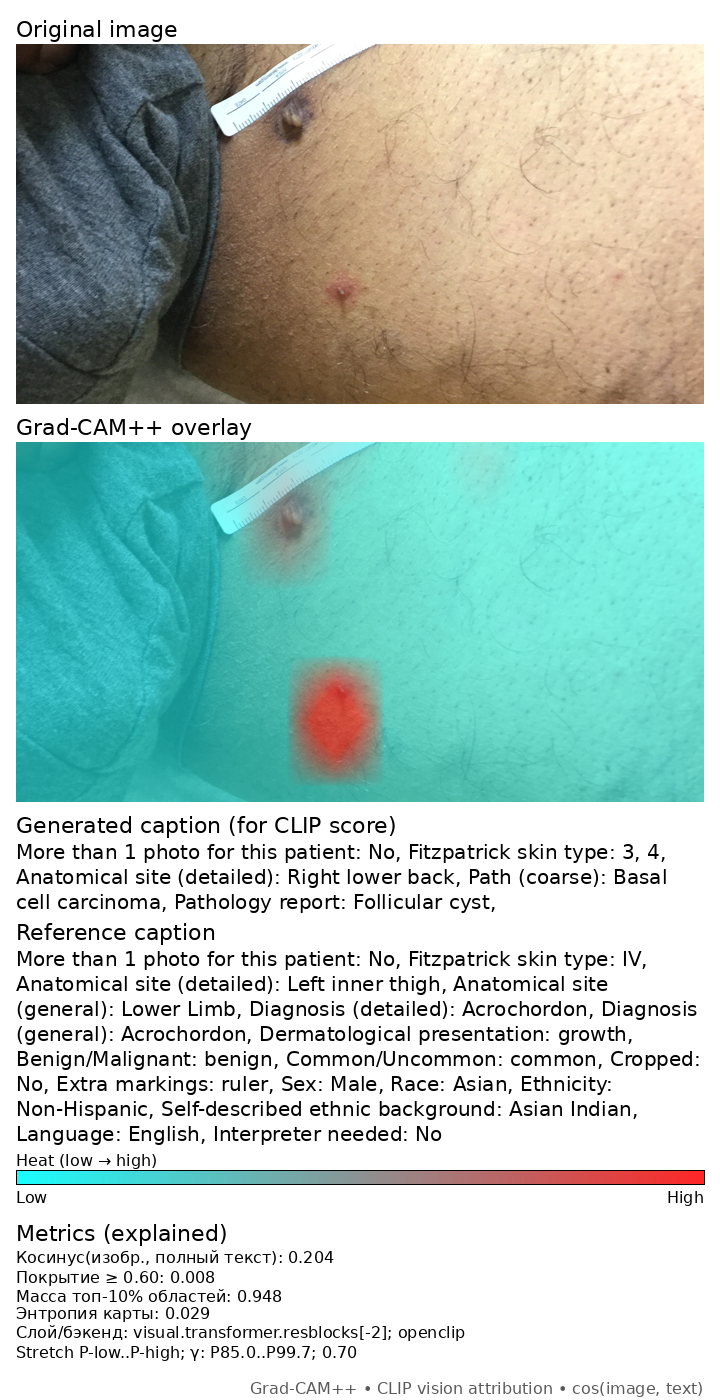 Original image
Grad-CAM++ overlay
Generated caption (for CLIP score)
More than 1 photo for this patient: No, Fitzpatrick skin type: 3, 4,
Anatomical site (detailed): Right lower back, Path (coarse): Basal
cell carcinoma, Pathology report: Follicular cyst,
Reference caption
More than 1 photo for this patient: No, Fitzpatrick skin type: IV,
Anatomical site (detailed): Left inner thigh, Anatomical site
(general): Lower Limb, Diagnosis (detailed): Acrochordon, Diagnosis
(general): Acrochordon, Dermatological presentation: growth,
Benign/Malignant: benign, Common/Uncommon: common, Cropped:
No, Extra markings: ruler, Sex: Male, Race: Asian, Ethnicity:
Non-Hispanic, Self-described ethnic background: Asian Indian,
Language: English, Interpreter needed: No
Heat (low → high)
Low High
Metrics (explained)
Косинус(изобр., полный текст): 0.204
Покрытие ≥ 0.60: 0.008
Масса топ-10% областей: 0.948
Энтропия карты: 0.029
Слой/бэкенд: visual.transformer.resblocks[-2]; openclip
Stretch P-low..P-high; γ: P85.0..P99.7; 0.70
Grad-CAM++ • CLIP vision attribution • cos(image, text)